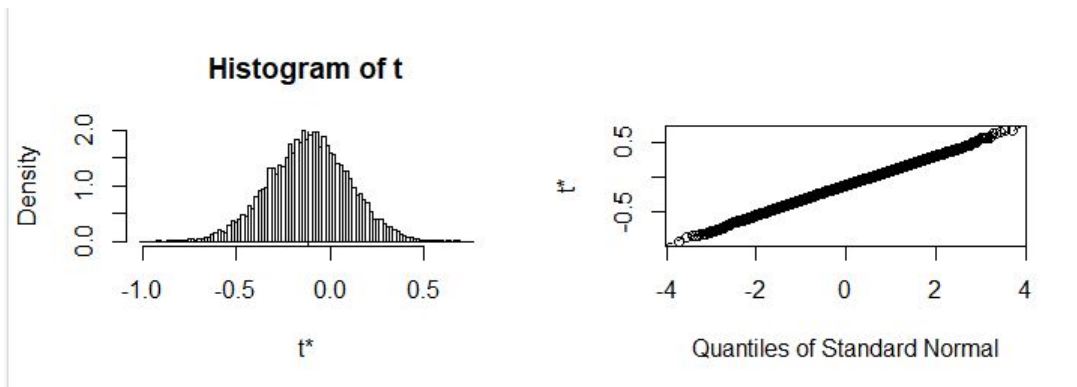 Histogram of t
Density
0.0 1.0 2.0
-1.0 -0.5 0.0 0.5
t*
t*
-0.5 0.5
-4 -2 0 2 4
Quantiles of Standard Normal